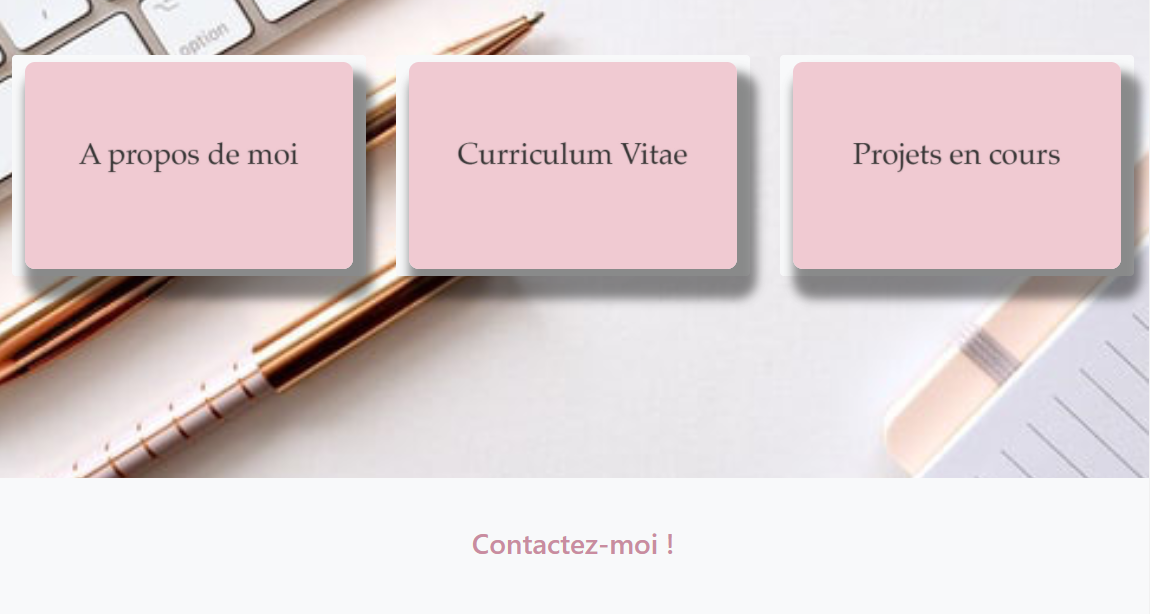 option
A propos de moi
Curriculum Vitae
Projets en cours
Contactez-moi !